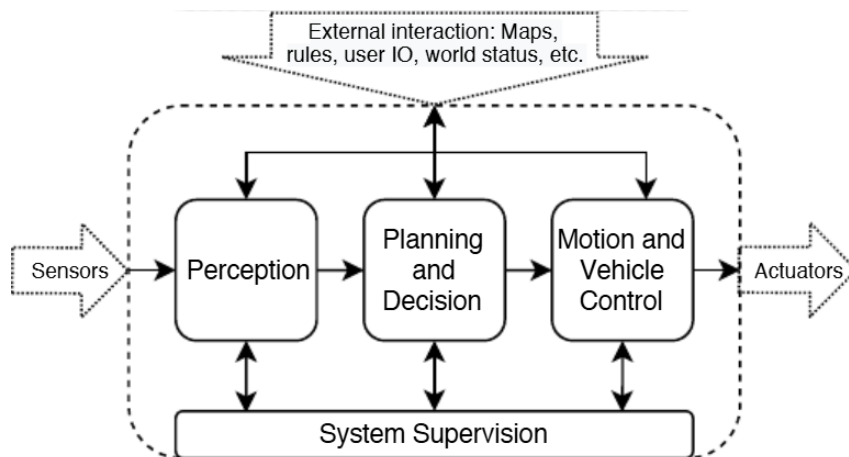 External interaction: Maps,
rules, user IO, world status, etc.
Sensors
Perception
Planning
and
Decision
Motion and
Vehicle
Control
Actuators
System Supervision